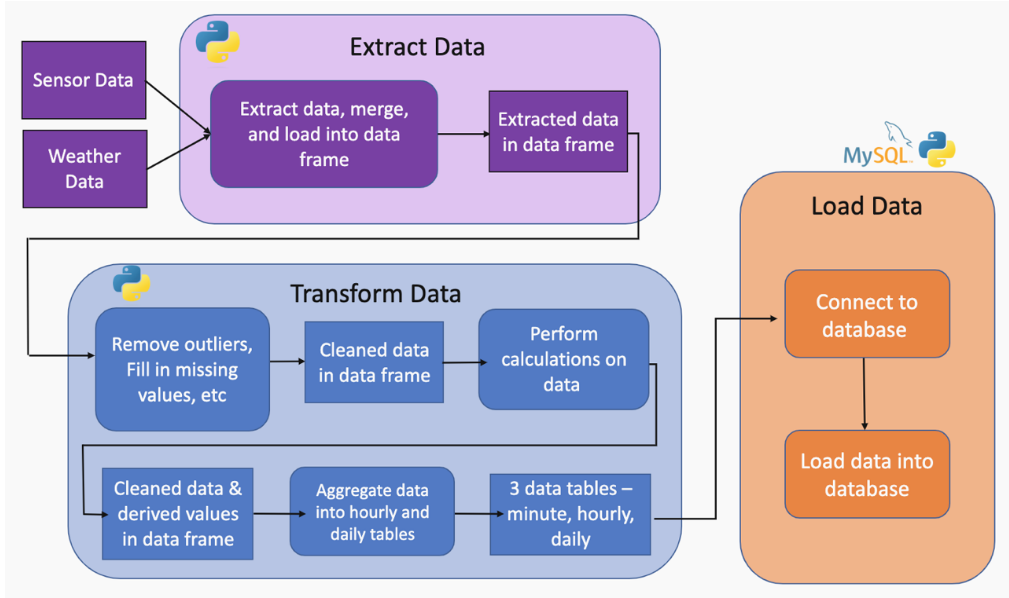 Extract Data
Sensor Data
Weather
Data
Extract data, merge,
and load into data
frame
Extracted data
in data frame
MySQL
Load Data
Connect to
database
Load data into
database
Transform Data
Remove outliers,
Fill in missing
values, etc
Cleaned data
in data frame
Perform
calculations on
data
Cleaned data &
derived values
in data frame
Aggregate data
into hourly and
daily tables
3 data tables –
minute, hourly,
daily